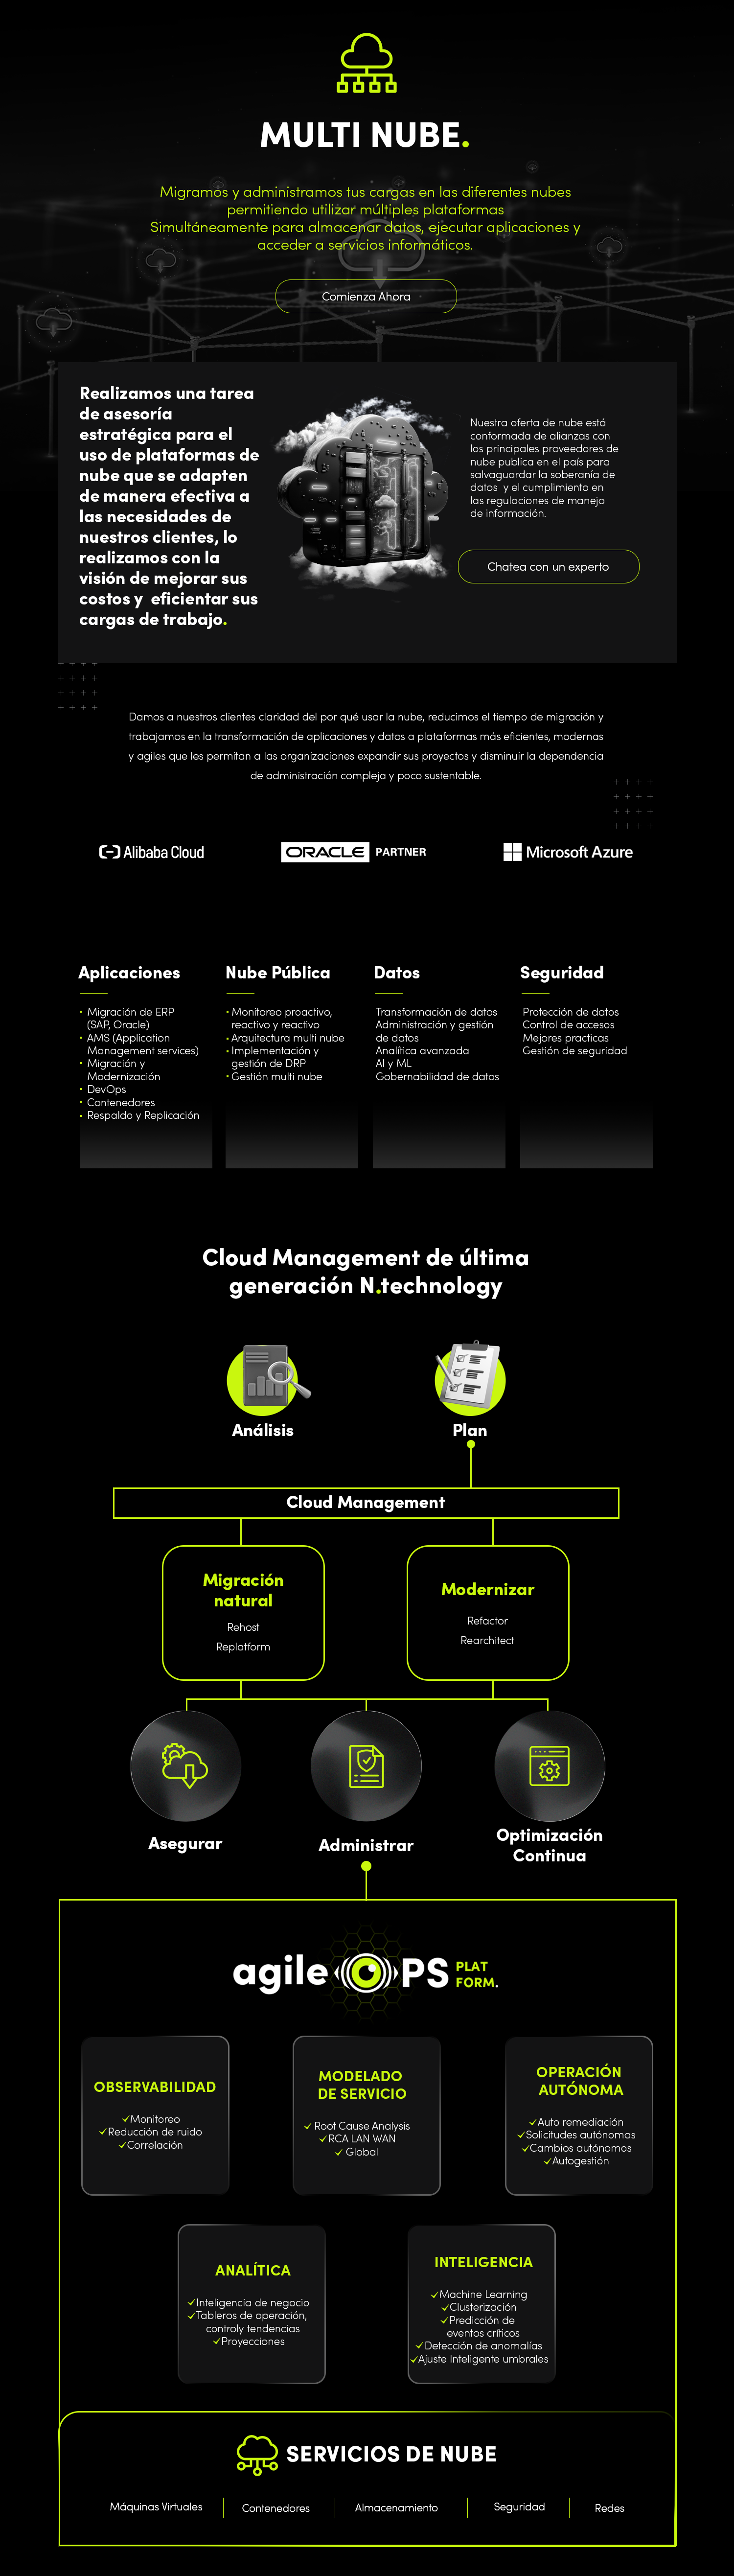 MULTI NUBE.
Migramos y administramos tus cargas en las diferentes nubes
permitiendo utilizar múltiples plataformas
Simultáneamente para almacenar datos, ejecutar aplicaciones y
acceder a servicios informáticos.
Comienza Ahora
Realizamos una tarea
de asesoría
estratégica para el
uso de plataformas de
nube que se adapten
de manera efectiva a
las necesidades de
nuestros clientes, lo
realizamos con la
visión de mejorar sus
costos y eficientar sus
cargas de trabajo.
Nuestra oferta de nube está
conformada de alianzas con
los principales proveedores de
nube publica en el país para
salvaguardar la soberanía de
datos y el cumplimiento en
las regulaciones de manejo
de información.
Chatea con un experto
Damos a nuestros clientes claridad del por qué usar la nube, reducimos el tiempo de migración y
trabajamos en la transformación de aplicaciones y datos a plataformas más eficientes, modernas
y agiles que les permitan a las organizaciones expandir sus proyectos y disminuir la dependencia
de administración compleja y poco sustentable.
Alibaba Cloud
ORACLE PARTNER
Microsoft Azure
Aplicaciones
• Migración de ERP
(SAP, Oracle)
• AMS (Application
Management services)
• Migración y
Modernización
• DevOps
• Contenedores
• Respaldo y Replicación
Nube Pública
• Monitoreo proactivo,
reactivo y reactivo
• Arquitectura multi nube
• Implementación y
gestión de DRP
• Gestión multi nube
Datos
Transformación de datos
Administración y gestión
de datos
Analítica avanzada
AI y ML
Gobernabilidad de datos
Seguridad
Protección de datos
Control de accesos
Mejores practicas
Gestión de seguridad
Cloud Management de última
generación N.technology
Análisis
Plan
Cloud Management
Migración
natural
Rehost
Replatform
Modernizar
Refactor
Rearchitect
Asegurar
Administrar
Optimización
Continua
agile OPS PLAT
FORM.
OBSERVABILIDAD
✓Monitoreo
✓Reducción de ruido
✓Correlación
MODELADO
DE SERVICIO
✓ Root Cause Analysis
✓RCA LAN WAN
✓ Global
OPERACIÓN
AUTÓNOMA
✓Auto remediación
✓Solicitudes autónomas
✓Cambios autónomos
✓Autogestión
ANALÍTICA
✓Inteligencia de negocio
✓Tableros de operación,
controly tendencias
✓Proyecciones
INTELIGENCIA
✓Machine Learning
✓Clusterización
✓Predicción de
eventos críticos
✓Detección de anomalías
✓Ajuste Inteligente umbrales
SERVICIOS DE NUBE
Máquinas Virtuales
Contenedores
Almacenamiento
Seguridad
Redes